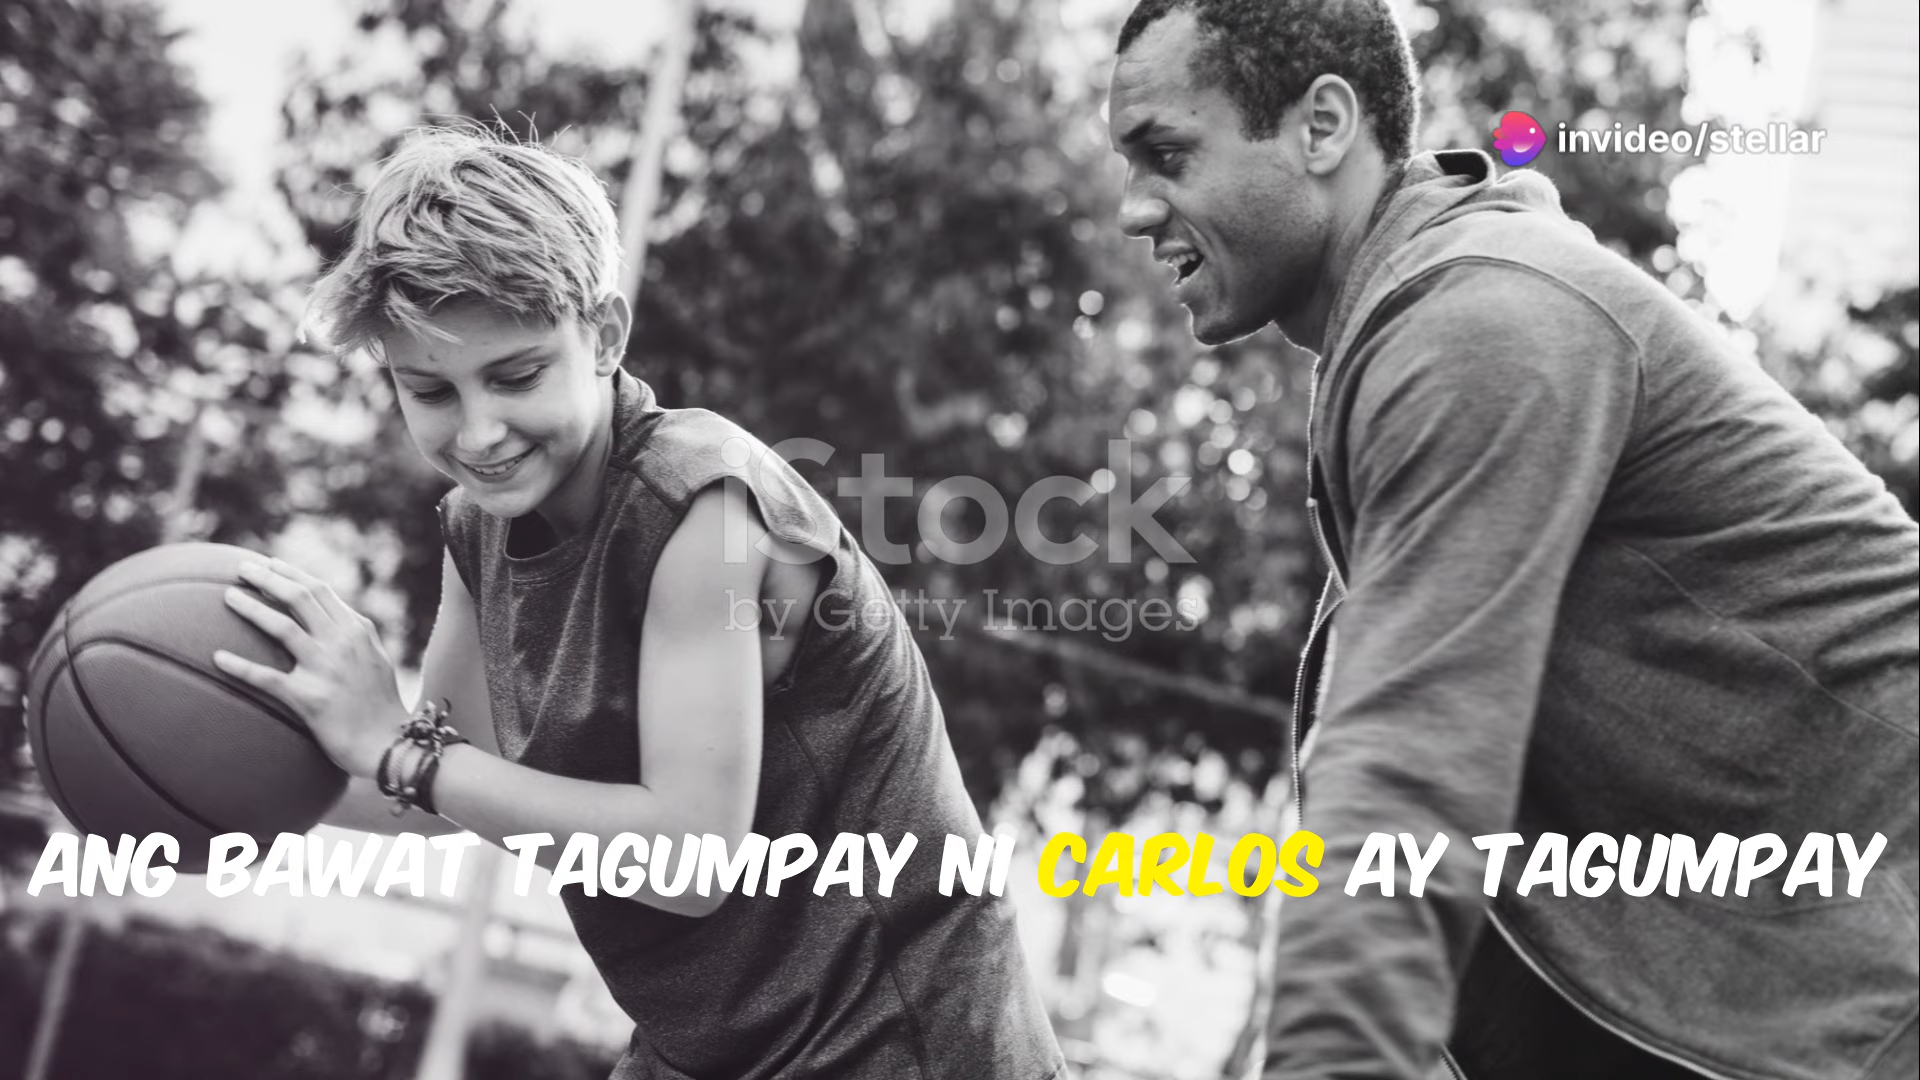 invideo/stellar
iStock
by Getty Images
ANG BAWAT TAGUMPAY NI CARLOS AY TAGUMPAY